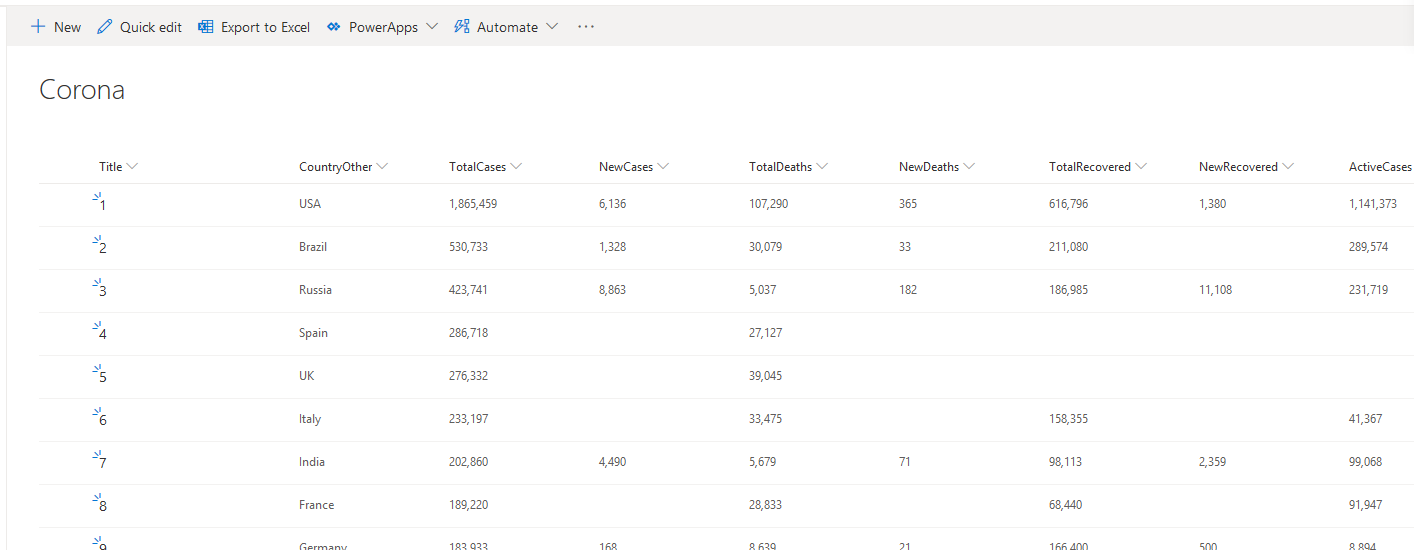 New Quick edit Export to Excel PowerApps Automate ...
Corona
Title CountryOther TotalCases NewCases TotalDeaths NewDeaths TotalRecovered NewRecovered ActiveCases
1 USA 1,865,459 6,136 107,290 365 616,796 1,380 1,141,373
2 Brazil 530,733 1,328 30,079 33 211,080 289,574
3 Russia 423,741 8,863 5,037 182 186,985 11,108 231,719
4 Spain 286,718 27,127
5 UK 276,332 39,045
6 Italy 233,197 33,475 158,355 41,367
7 India 202,860 4,490 5,679 71 98,113 2,359 99,068
8 France 189,220 28,833 68,440 91,947
9 Germany 183,933 168 8,639 21 166,400 500 8,894